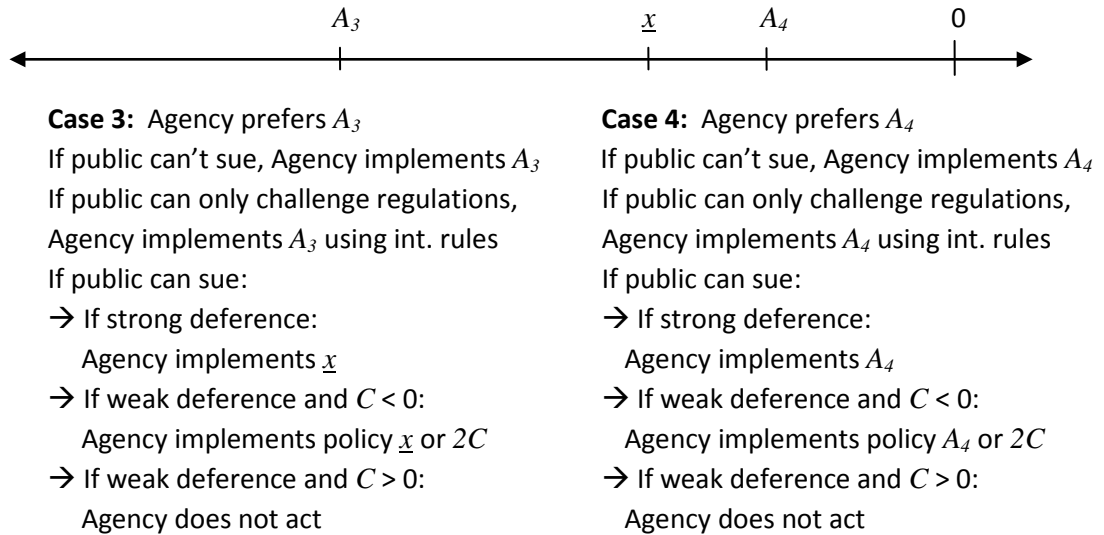 A3 x A4 0
Case 3: Agency prefers A3
If public can’t sue, Agency implements A3
If public can only challenge regulations,
Agency implements A3 using int. rules
If public can sue:
→ If strong deference:
Agency implements x
→ If weak deference and C < 0:
Agency implements policy x or 2C
→ If weak deference and C > 0:
Agency does not act
Case 4: Agency prefers A4
If public can’t sue, Agency implements A4
If public can only challenge regulations,
Agency implements A4 using int. rules
If public can sue:
→ If strong deference:
Agency implements A4
→ If weak deference and C < 0:
Agency implements policy A4 or 2C
→ If weak deference and C > 0:
Agency does not act